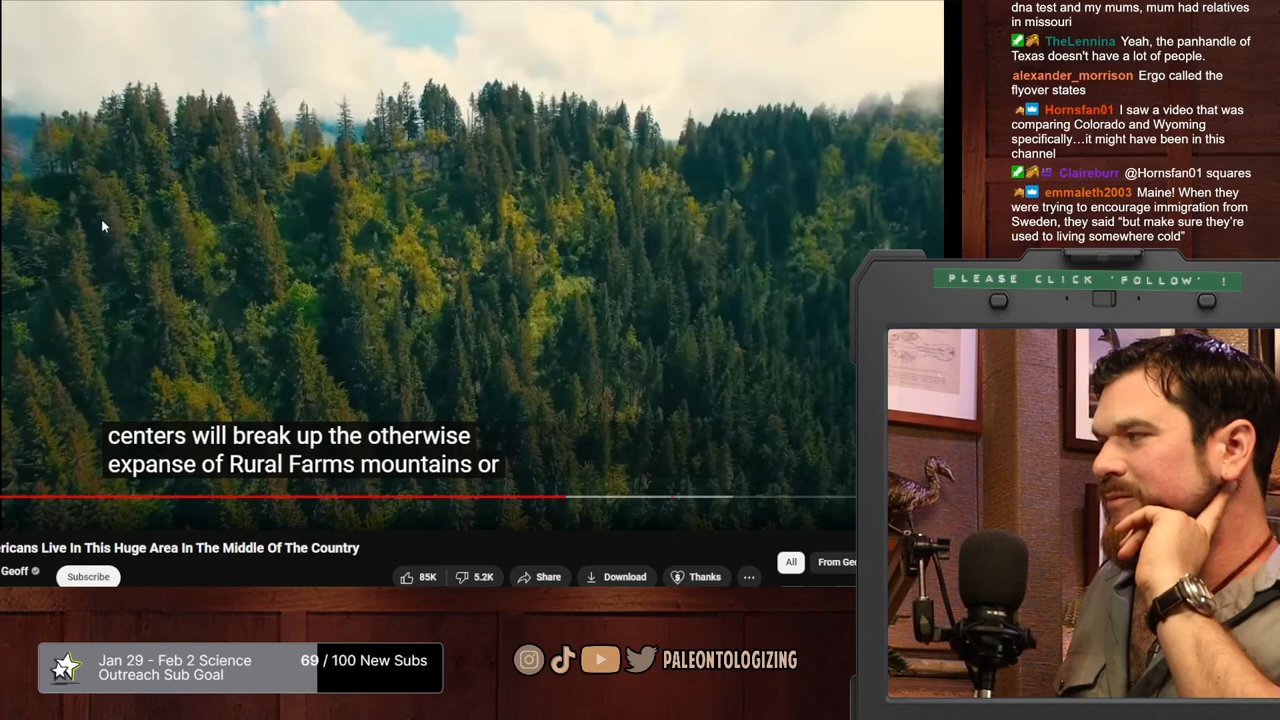 dna test and my mums, mum had relatives
in missouri
TheLennina Yeah, the panhandle of
Texas doesn't have a lot of people.
alexander_morrison Ergo called the
flyover states
Hornsfan01 I saw a video that was
comparing Colorado and Wyoming
specifically…it might have been in this
channel
Claireburr @Hornsfan01 squares
emmaleth2003 Maine! When they
were trying to encourage immigration from
Sweden, they said “but make sure they’re
used to living somewhere cold”
PLEASE CLICK 'FOLLOW' !
centers will break up the otherwise
expanse of Rural Farms mountains or
ricans Live In This Huge Area In The Middle Of The Country
Geoff
Subscribe
85K
5.2K
Share
Download
Thanks
All
From Geo
Jan 29 - Feb 2 Science
Outreach Sub Goal
69 / 100 New Subs
PALEONTOLOGIZING